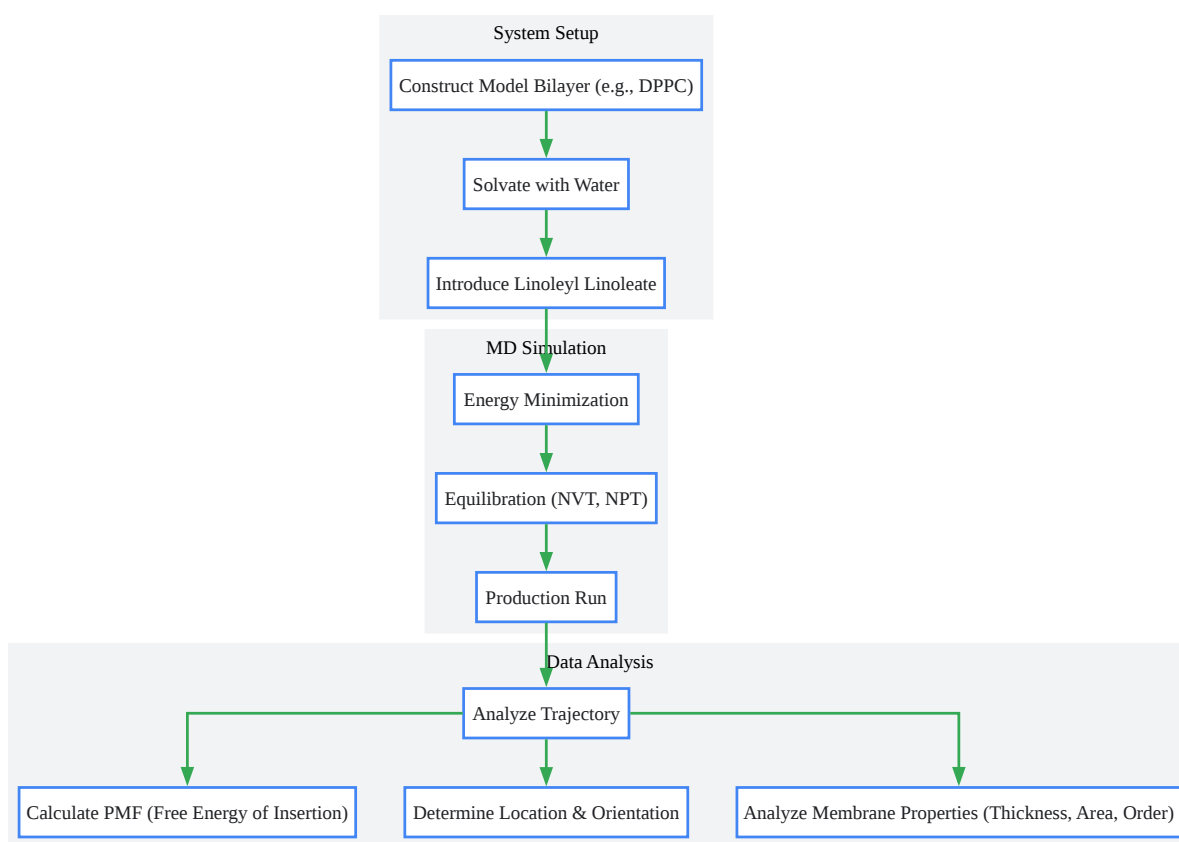 System Setup
Construct Model Bilayer (e.g., DPPC)
Solvate with Water
Introduce Linoleyl Linoleate
MD Simulation
Energy Minimization
Equilibration (NVT, NPT)
Production Run
Data Analysis
Analyze Trajectory
Calculate PMF (Free Energy of Insertion)
Determine Location & Orientation
Analyze Membrane Properties (Thickness, Area, Order)